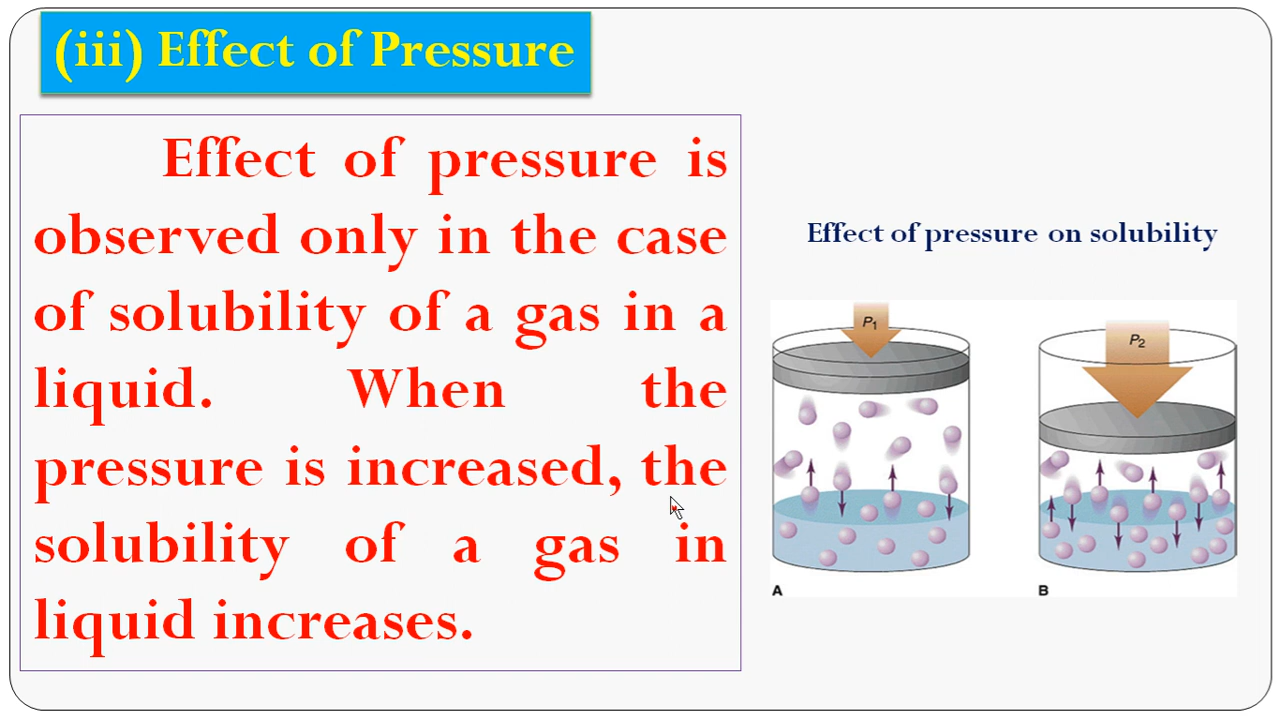 (iii) Effect of Pressure
Effect of pressure is
observed only in the case
of solubility of a gas in a
liquid. When the
pressure is increased, the
solubility of a gas in
liquid increases.
Effect of pressure on solubility
P1
P2
A
B